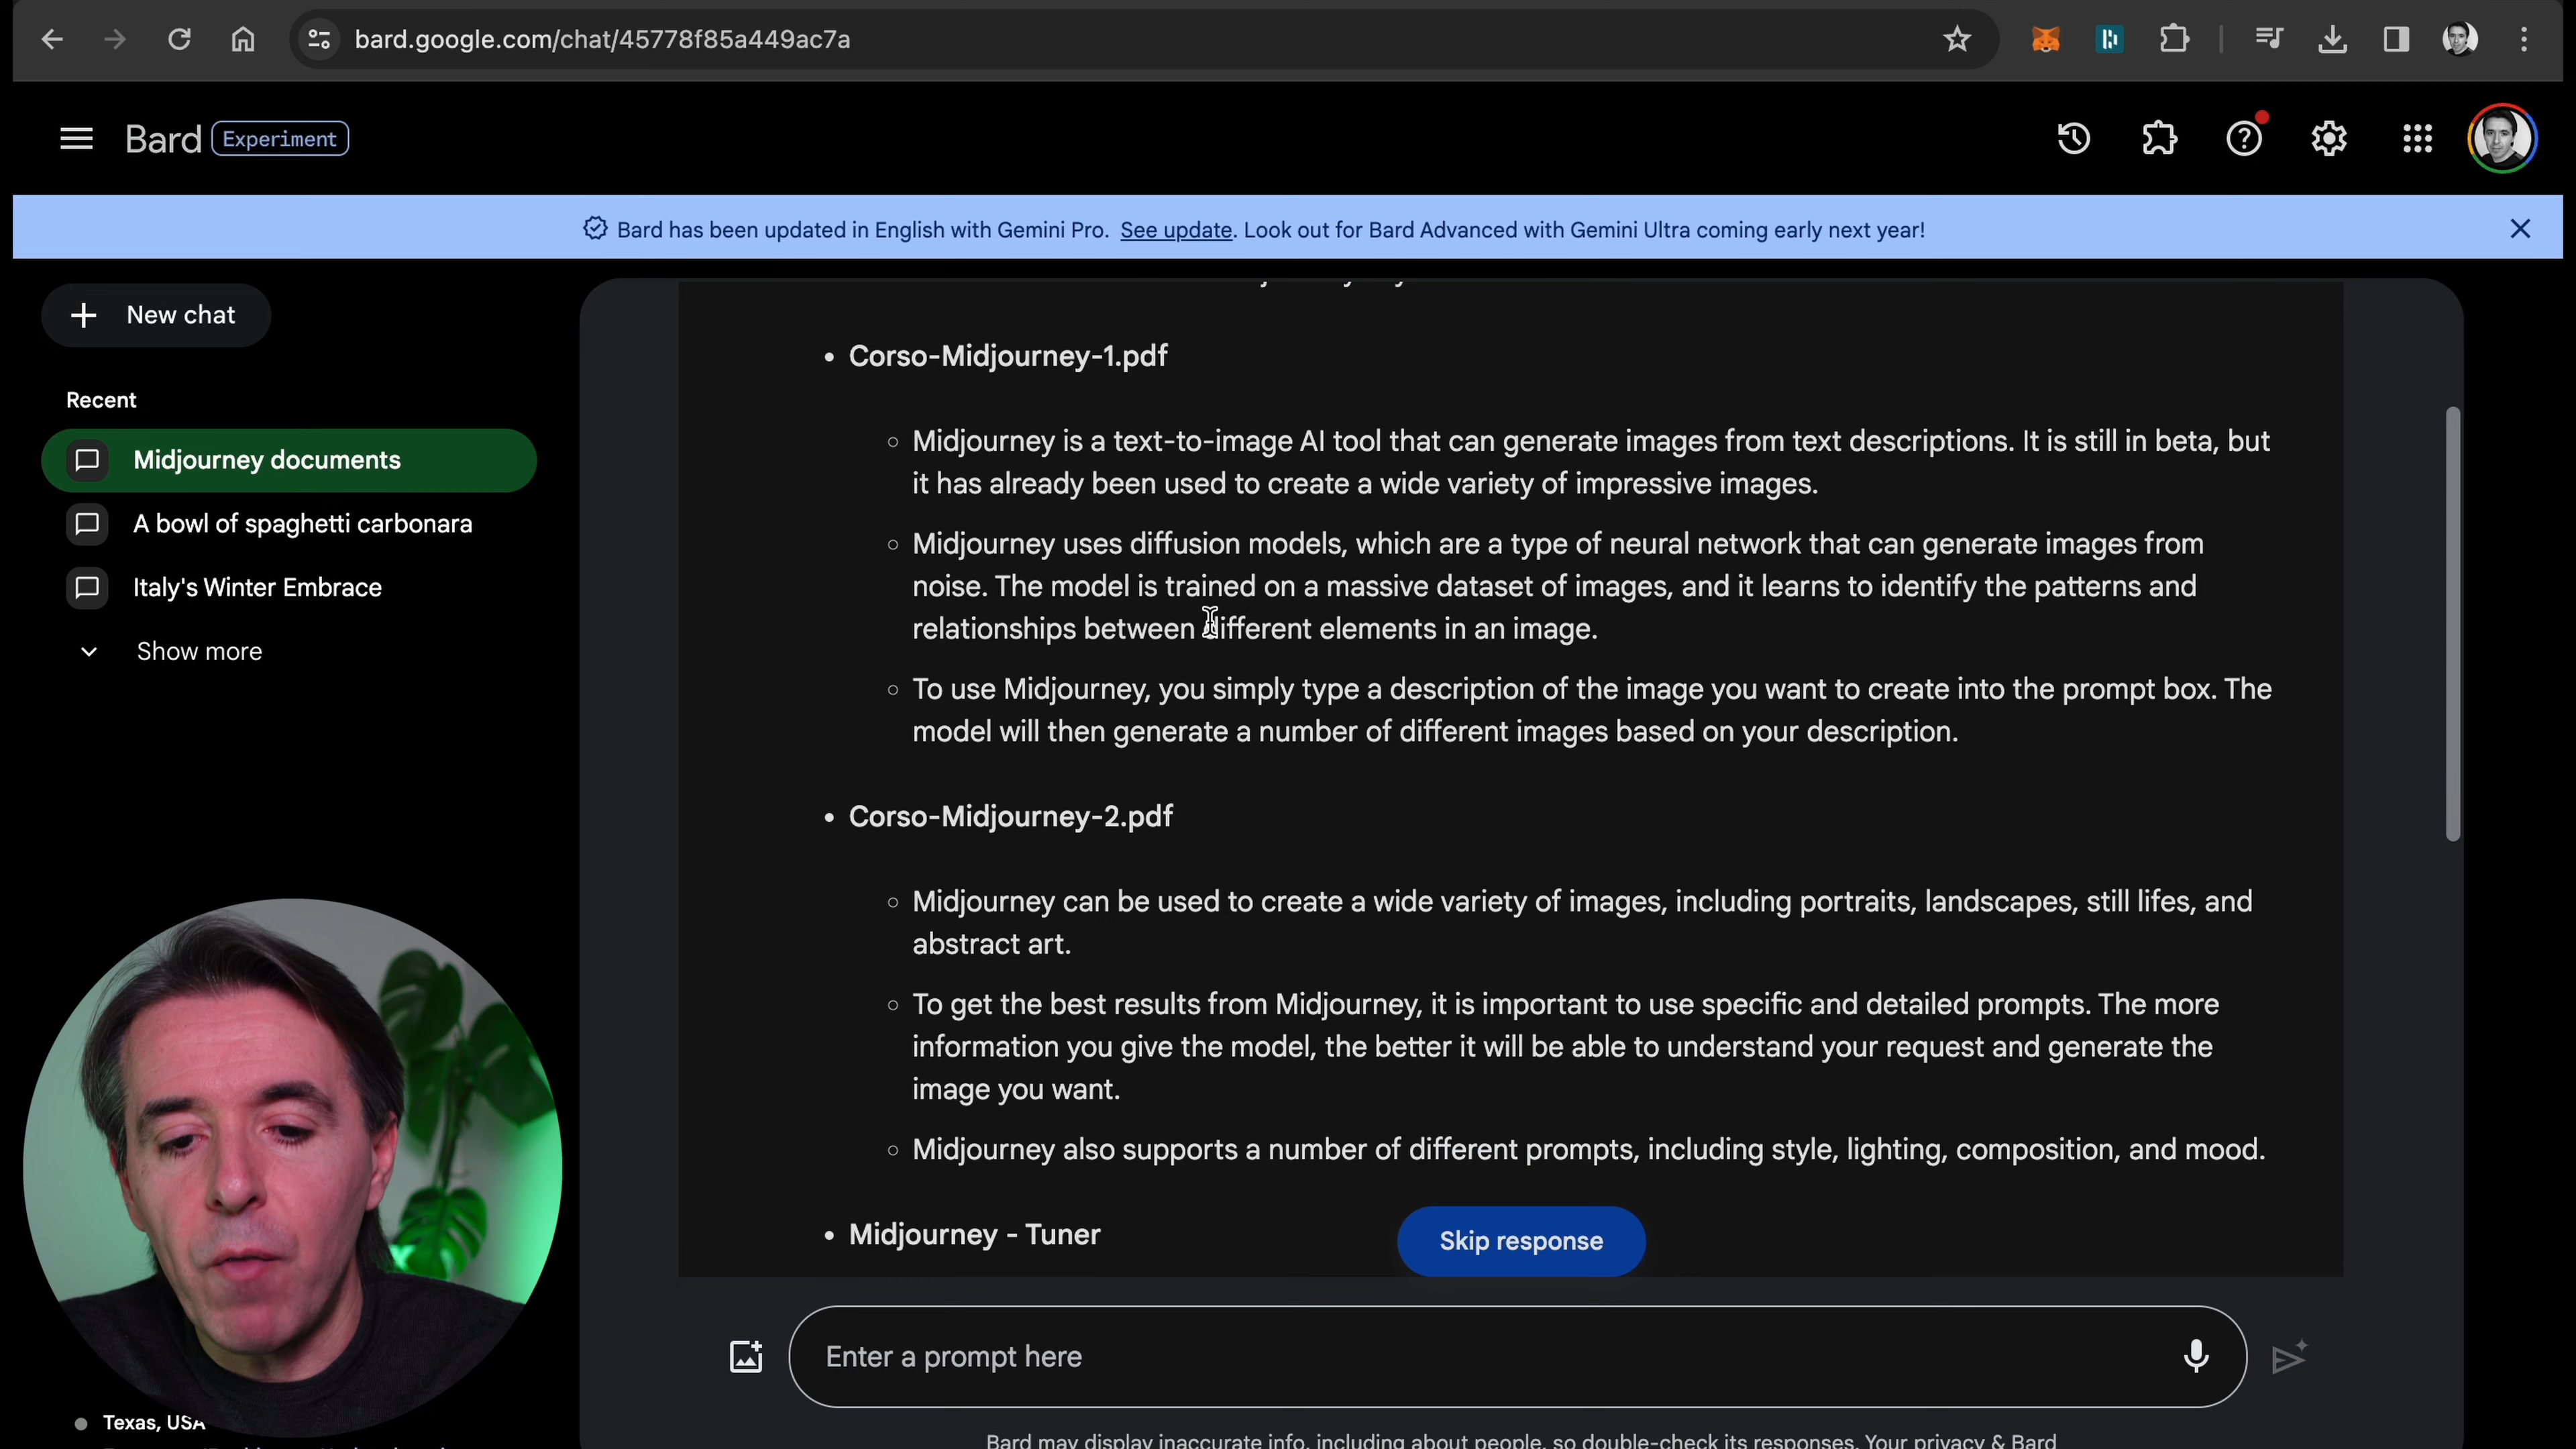 bard.google.com/chat/45778f85a449ac7a
Bard Experiment
Bard has been updated in English with Gemini Pro. See update. Look out for Bard Advanced with Gemini Ultra coming early next year!
New chat
Recent
Midjourney documents
A bowl of spaghetti carbonara
Italy's Winter Embrace
Show more
• Corso-Midjourney-1.pdf
Midjourney is a text-to-image AI tool that can generate images from text descriptions. It is still in beta, but
it has already been used to create a wide variety of impressive images.
Midjourney uses diffusion models, which are a type of neural network that can generate images from
noise. The model is trained on a massive dataset of images, and it learns to identify the patterns and
relationships between different elements in an image.
To use Midjourney, you simply type a description of the image you want to create into the prompt box. The
model will then generate a number of different images based on your description.
• Corso-Midjourney-2.pdf
Midjourney can be used to create a wide variety of images, including portraits, landscapes, still lifes, and
abstract art.
To get the best results from Midjourney, it is important to use specific and detailed prompts. The more
information you give the model, the better it will be able to understand your request and generate the
image you want.
Midjourney also supports a number of different prompts, including style, lighting, composition, and mood.
• Midjourney - Tuner
Skip response
Enter a prompt here
Texas, USA
Bard may display inaccurate info, including about people, so double-check its responses. Your privacy & Bard